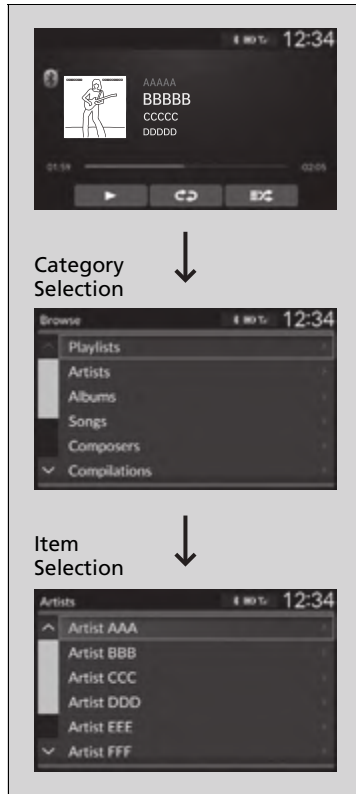 12:34
AAAAA
BBBBB
CCCCC
DDDDD
01:59
02:05
Category
Selection
Browse
12:34
Playlists
Artists
Albums
Songs
Composers
Compilations
Item
Selection
Artists
12:34
Artist AAA
Artist BBB
Artist CCC
Artist DDD
Artist EEE
Artist FFF